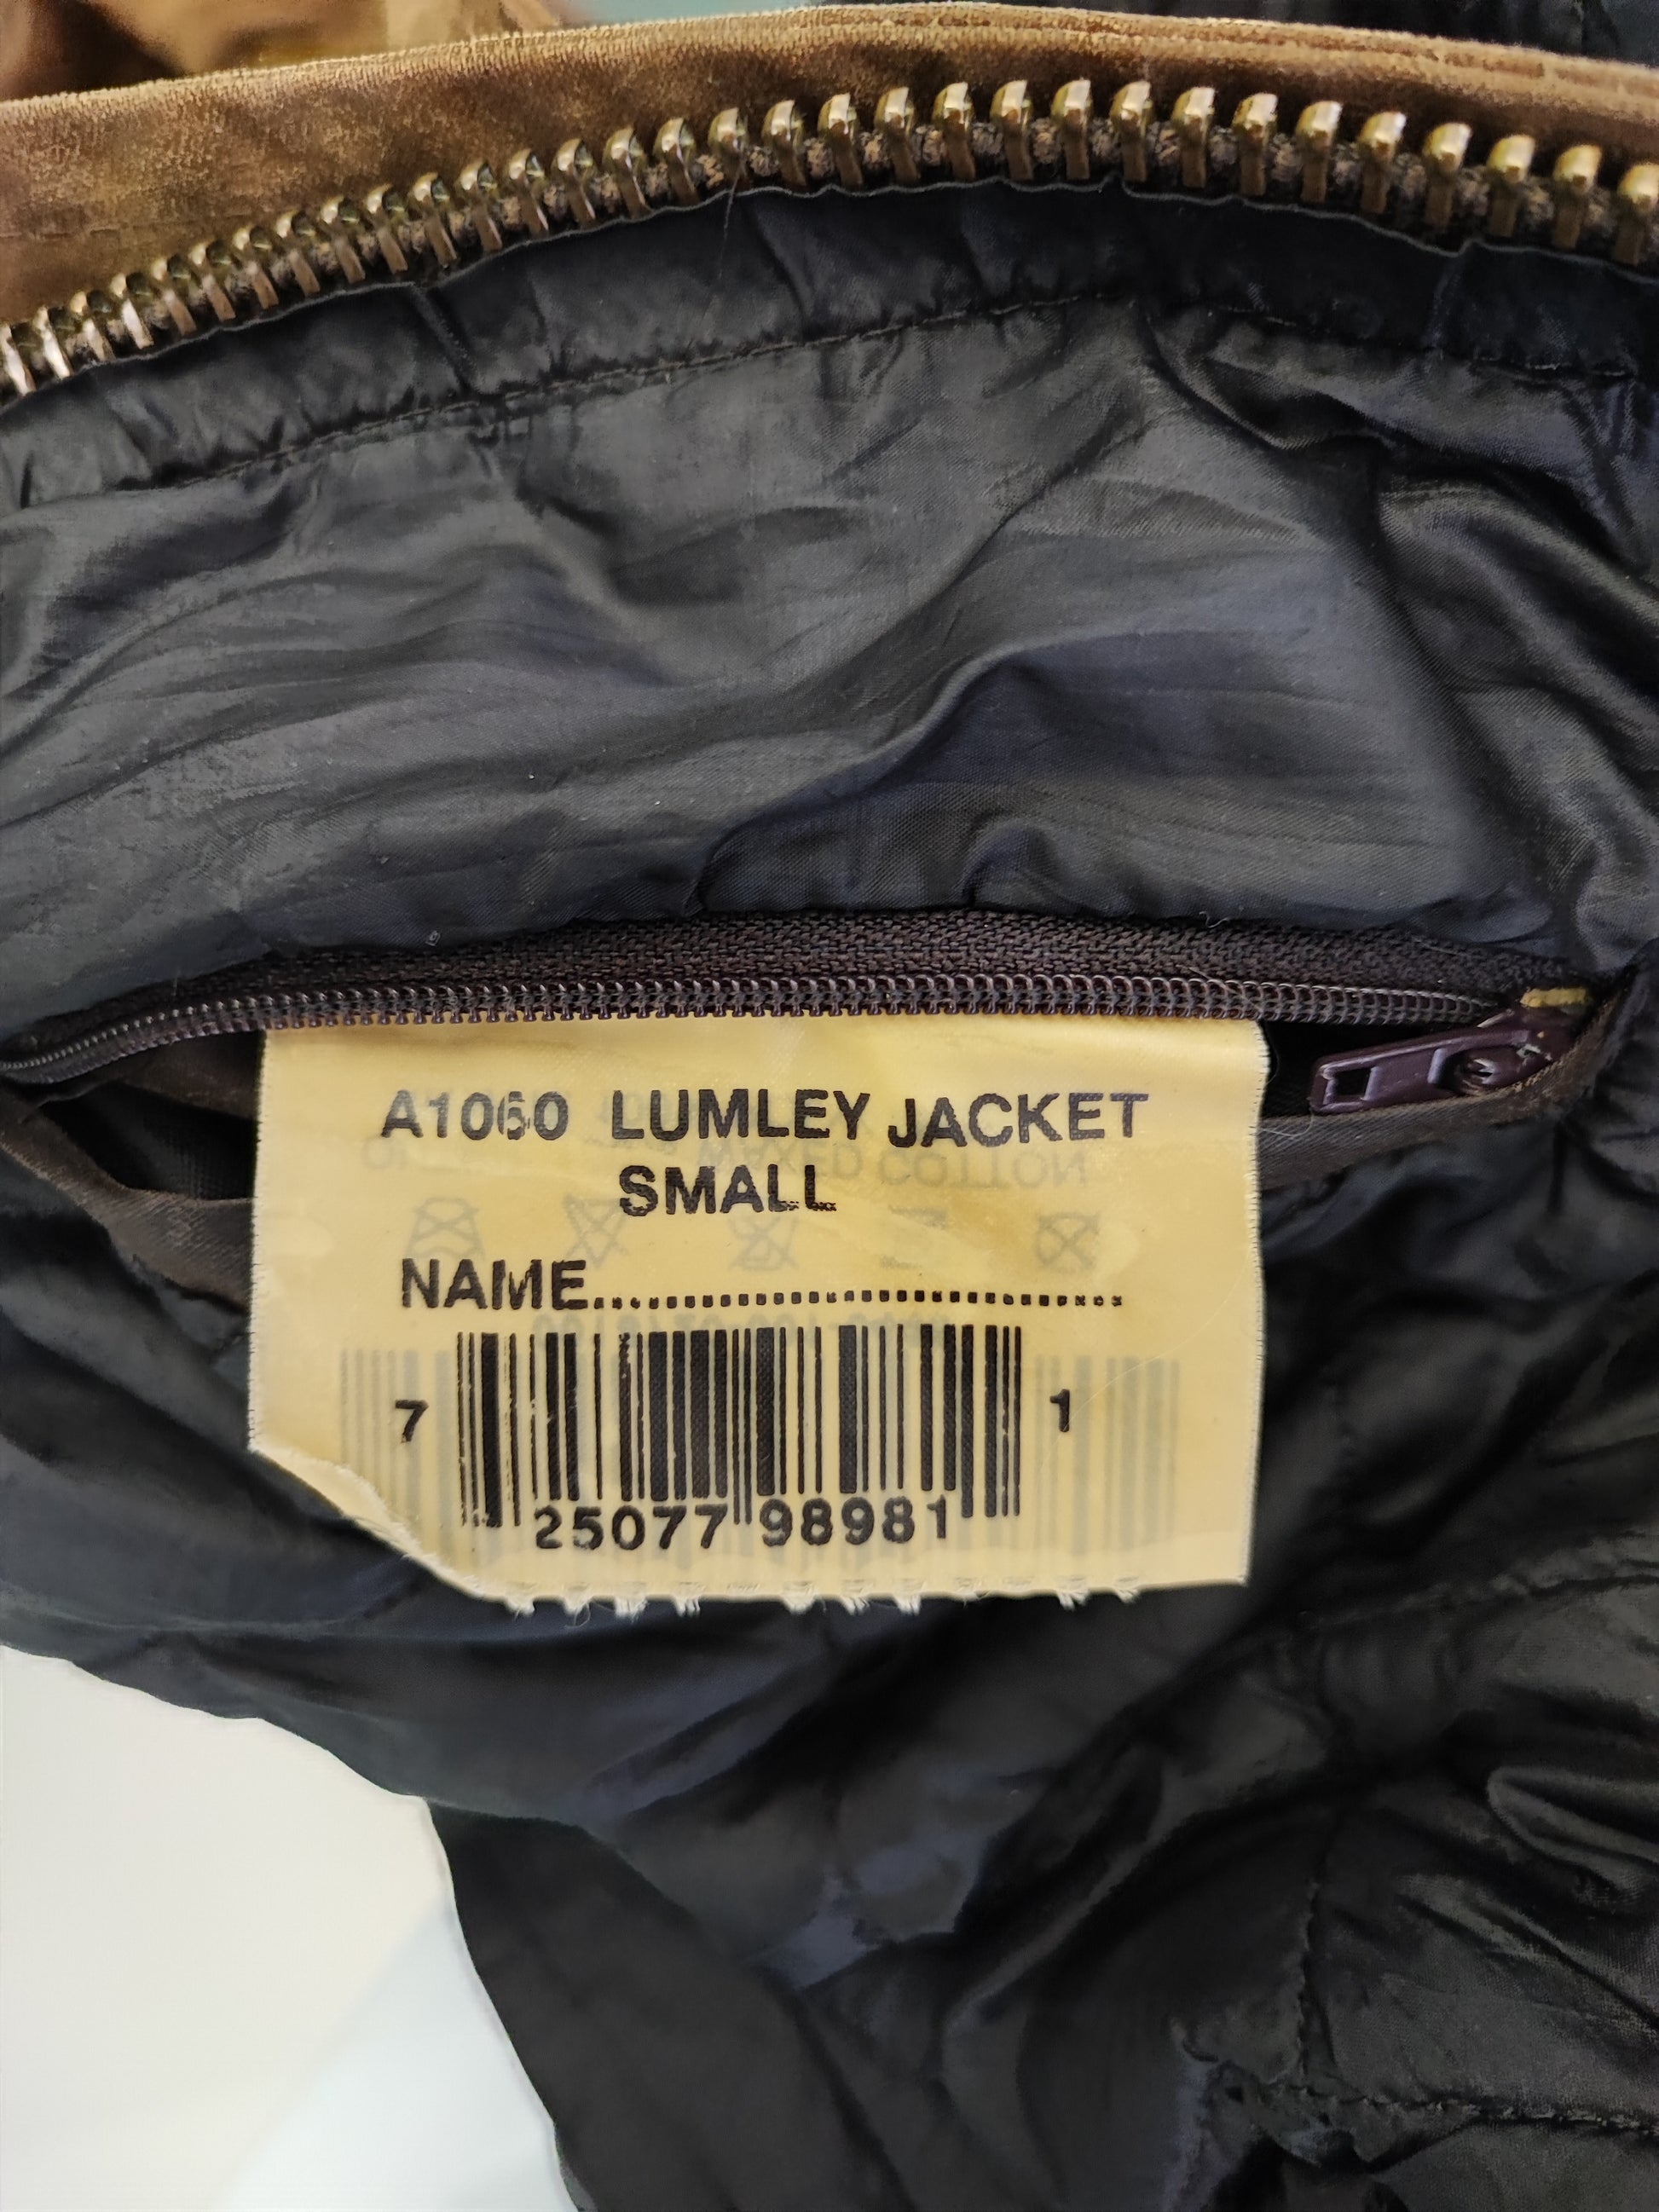 A1060 LUMLEY JACKET
SMALL
NAME..........................................
7 25077 98981 1